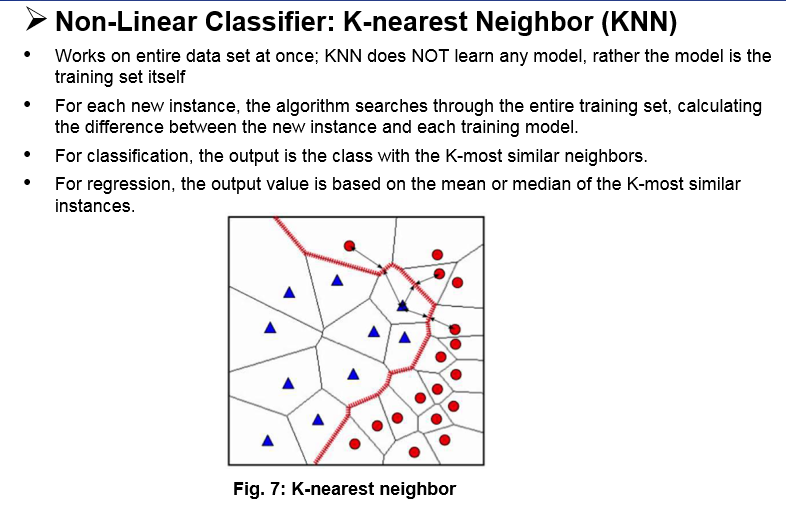 ➢ Non-Linear Classifier: K-nearest Neighbor (KNN)
• Works on entire data set at once; KNN does NOT learn any model, rather the model is the
training set itself
• For each new instance, the algorithm searches through the entire training set, calculating
the difference between the new instance and each training model.
• For classification, the output is the class with the K-most similar neighbors.
• For regression, the output value is based on the mean or median of the K-most similar
instances.
Fig. 7: K-nearest neighbor